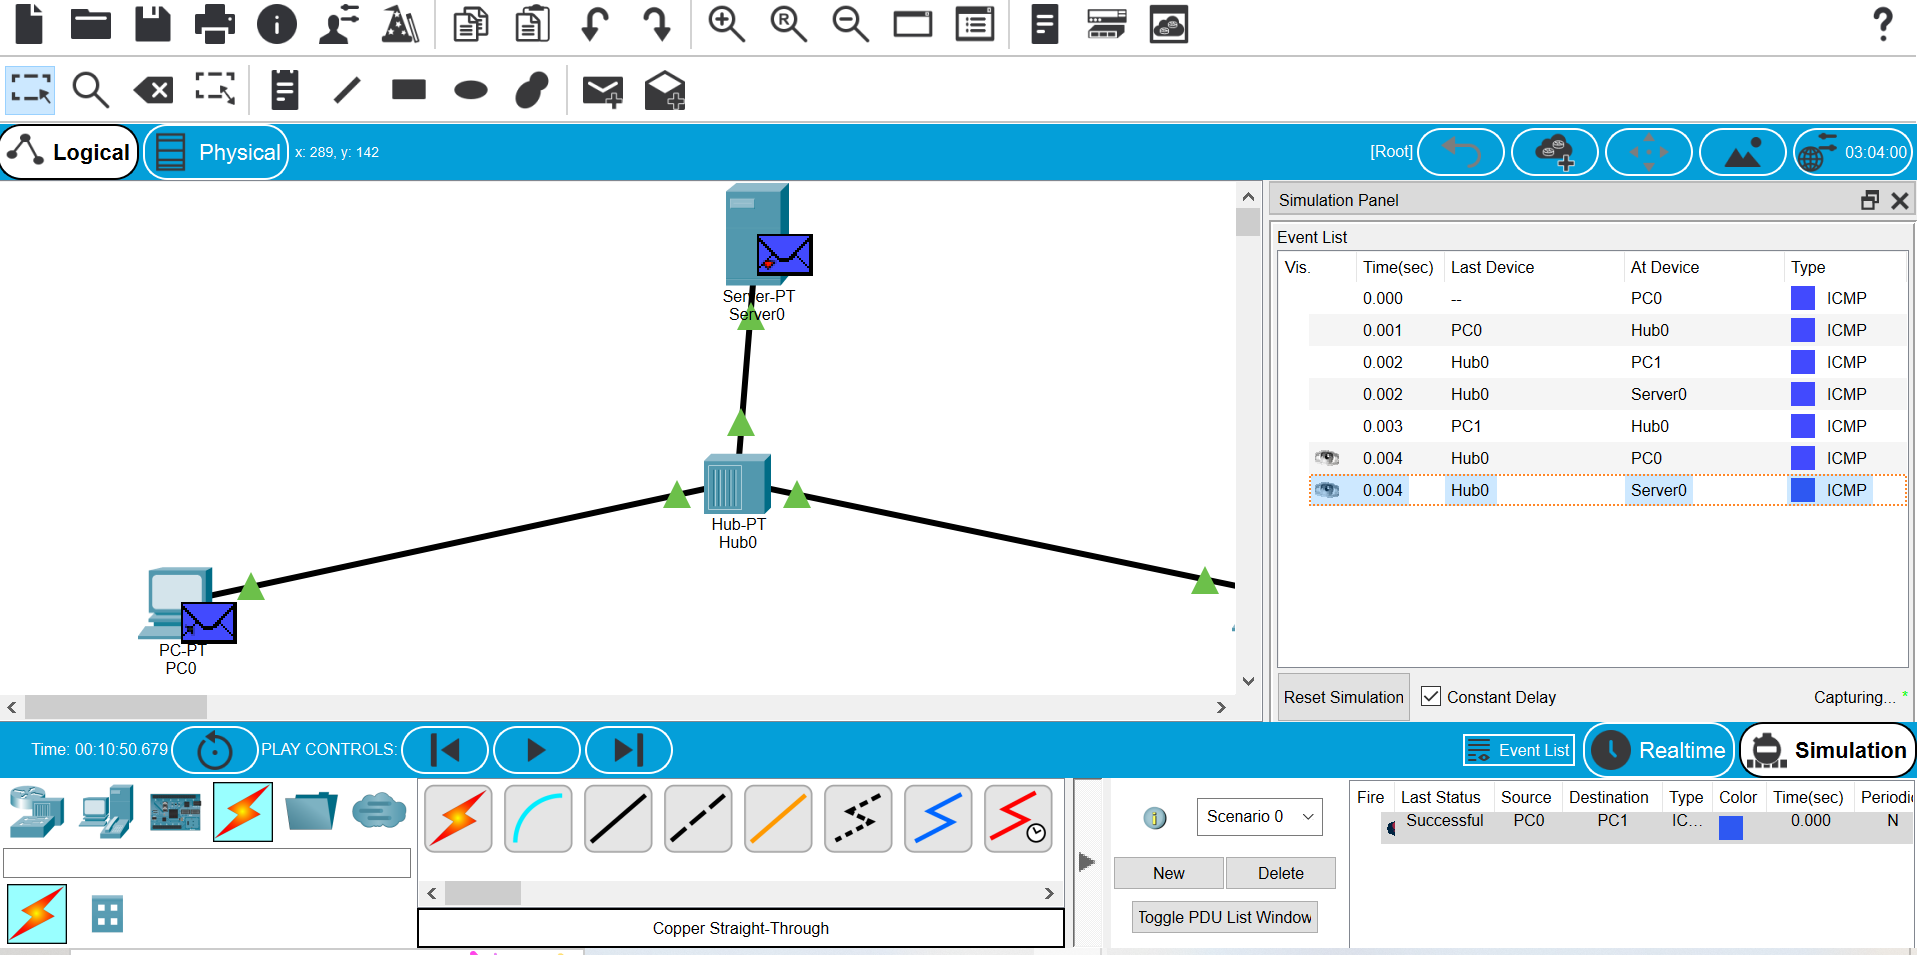 Logical
Physical
x: 289, y: 142
[Root]
03:04:00
Server-PT
Server0
Hub-PT
Hub0
PC-PT
PC0
Simulation Panel
Event List
Vis. Time(sec) Last Device At Device Type
0.000 -- PC0 ICMP
0.001 PC0 Hub0 ICMP
0.002 Hub0 PC1 ICMP
0.002 Hub0 Server0 ICMP
0.003 PC1 Hub0 ICMP
0.004 Hub0 PC0 ICMP
0.004 Hub0 Server0 ICMP
Reset Simulation
Constant Delay
Capturing... *
Time: 00:10:50.679
PLAY CONTROLS:
Event List
Realtime
Simulation
Copper Straight-Through
Scenario 0
New
Delete
Toggle PDU List Window
Fire Last Status Source Destination Type Color Time(sec) Periodic
Successful PC0 PC1 IC... 0.000 N